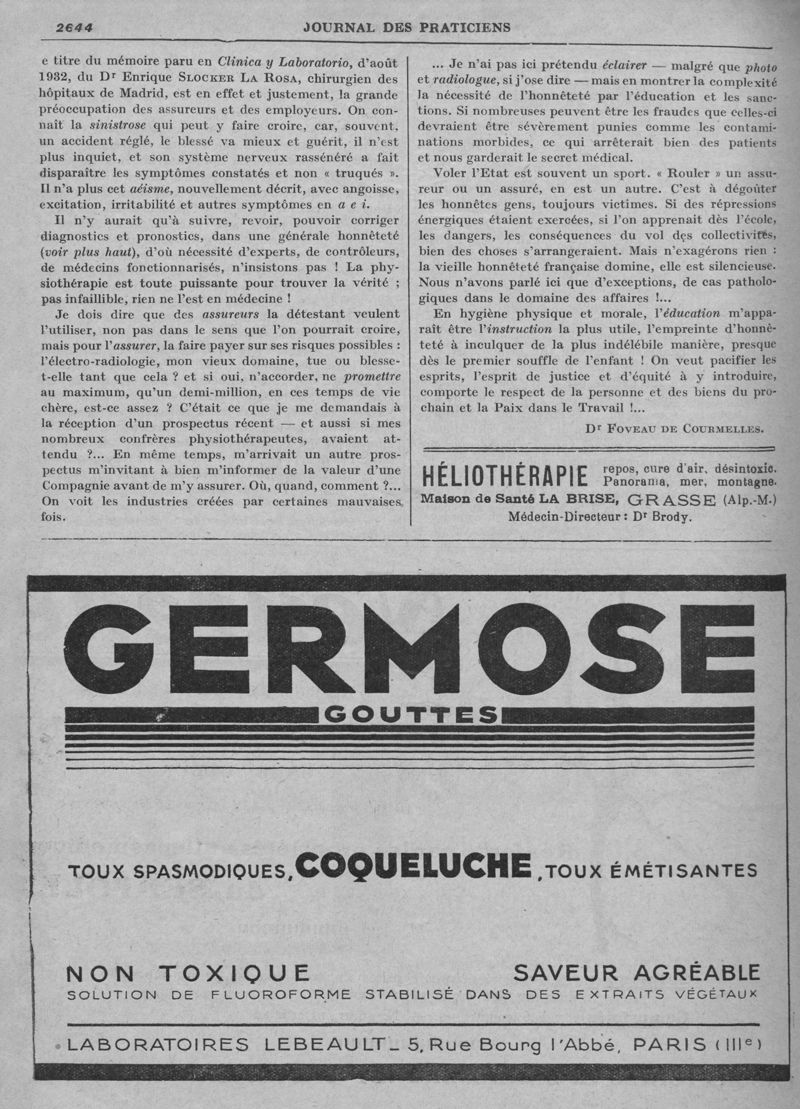 2644
JOURNAL DES PRATICIENS
e titre du mémoire paru en Clinica y Laboratorio, d'août
1932, du Dr Enrique SLOCKER LA ROSA, chirurgien des
hôpitaux de Madrid, est en effet et justement, la grande
préoccupation des assureurs et des employeurs. On con-
naît la sinistrose qui peut y faire croire, car, souvent,
un accident réglé, le blessé va mieux et guérit, il n'est
plus inquiet, et son système nerveux rasséréné a fait
disparaître les symptômes constatés et non « truqués ».
Il n'a plus cet aéisme, nouvellement décrit, avec angoisse,
excitation, irritabilité et autres symptômes en a e i.
Il n'y aurait qu'à suivre, revoir, pouvoir corriger
diagnostics et pronostics, dans une générale honnêteté
(voir plus haut), d'où nécessité d'experts, de contrôleurs,
de médecins fonctionnarisés, n'insistons pas ! La phy-
siothérapie est toute puissante pour trouver la vérité ;
pas infaillible, rien ne l'est en médecine !
Je dois dire que des assureurs la détestant veulent
l'utiliser, non pas dans le sens que l'on pourrait croire,
mais pour l'assurer, la faire payer sur ses risques possibles :
l'électro-radiologie, mon vieux domaine, tue ou blesse-
t-elle tant que cela ? et si oui, n'accorder, ne promettre
au maximum, qu'un demi-million, en ces temps de vie
chère, est-ce assez ? C'était ce que je me demandais à
la réception d'un prospectus récent — et aussi si mes
nombreux confrères physiothérapeutes, avaient at-
tendu ?... En même temps, m'arrivait un autre pros-
pectus m'invitant à bien m'informer de la valeur d'une
Compagnie avant de m'y assurer. Où, quand, comment ?...
On voit les industries créées par certaines mauvaises
fois.
... Je n'ai pas ici prétendu éclairer — malgré que photo
et radiologue, si j'ose dire — mais en montrer la complexité
la nécessité de l'honnêteté par l'éducation et les sanc-
tions. Si nombreuses peuvent être les fraudes que celles-ci
devraient être sévèrement punies comme les contami-
nations morbides, ce qui arrêterait bien des patients
et nous garderait le secret médical.
Voler l'Etat est souvent un sport. « Rouler » un assu-
reur ou un assuré, en est un autre. C'est à dégoûter
les honnêtes gens, toujours victimes. Si des répressions
énergiques étaient exercées, si l'on apprenait dès l'école,
les dangers, les conséquences du vol des collectivités,
bien des choses s'arrangeraient. Mais n'exagérons rien :
la vieille honnêteté française domine, elle est silencieuse.
Nous n'avons parlé ici que d'exceptions, de cas patholo-
giques dans le domaine des affaires !...
En hygiène physique et morale, l'éducation m'appa-
raît être l'instruction la plus utile, l'empreinte d'honnê-
teté à inculquer de la plus indélébile manière, presque
dès le premier souffle de l'enfant ! On veut pacifier les
esprits, l'esprit de justice et d'équité à y introduire,
comporte le respect de la personne et des biens du pro-
chain et la Paix dans le Travail !...
Dr FOVEAU DE COURMELLES.
HÉLIOTHÉRAPIE repos, cure d'air, désintoxic.
Panorama, mer, montagne.
Maison de Santé LA BRISE, GRASSE (Alp.-M.)
Médecin-Directeur : Dr Brody.
GERMOSE
GOUTTES
TOUX SPASMODIQUES, COQUELUCHE, TOUX ÉMÉTISANTES
NON TOXIQUE SAVEUR AGRÉABLE
SOLUTION DE FLUOROFORME STABILISÉ DANS DES EXTRAITS VÉGÉTAUX
LABORATOIRES LEBEAULT_ 5, Rue Bourg l'Abbé, PARIS (IIIe)